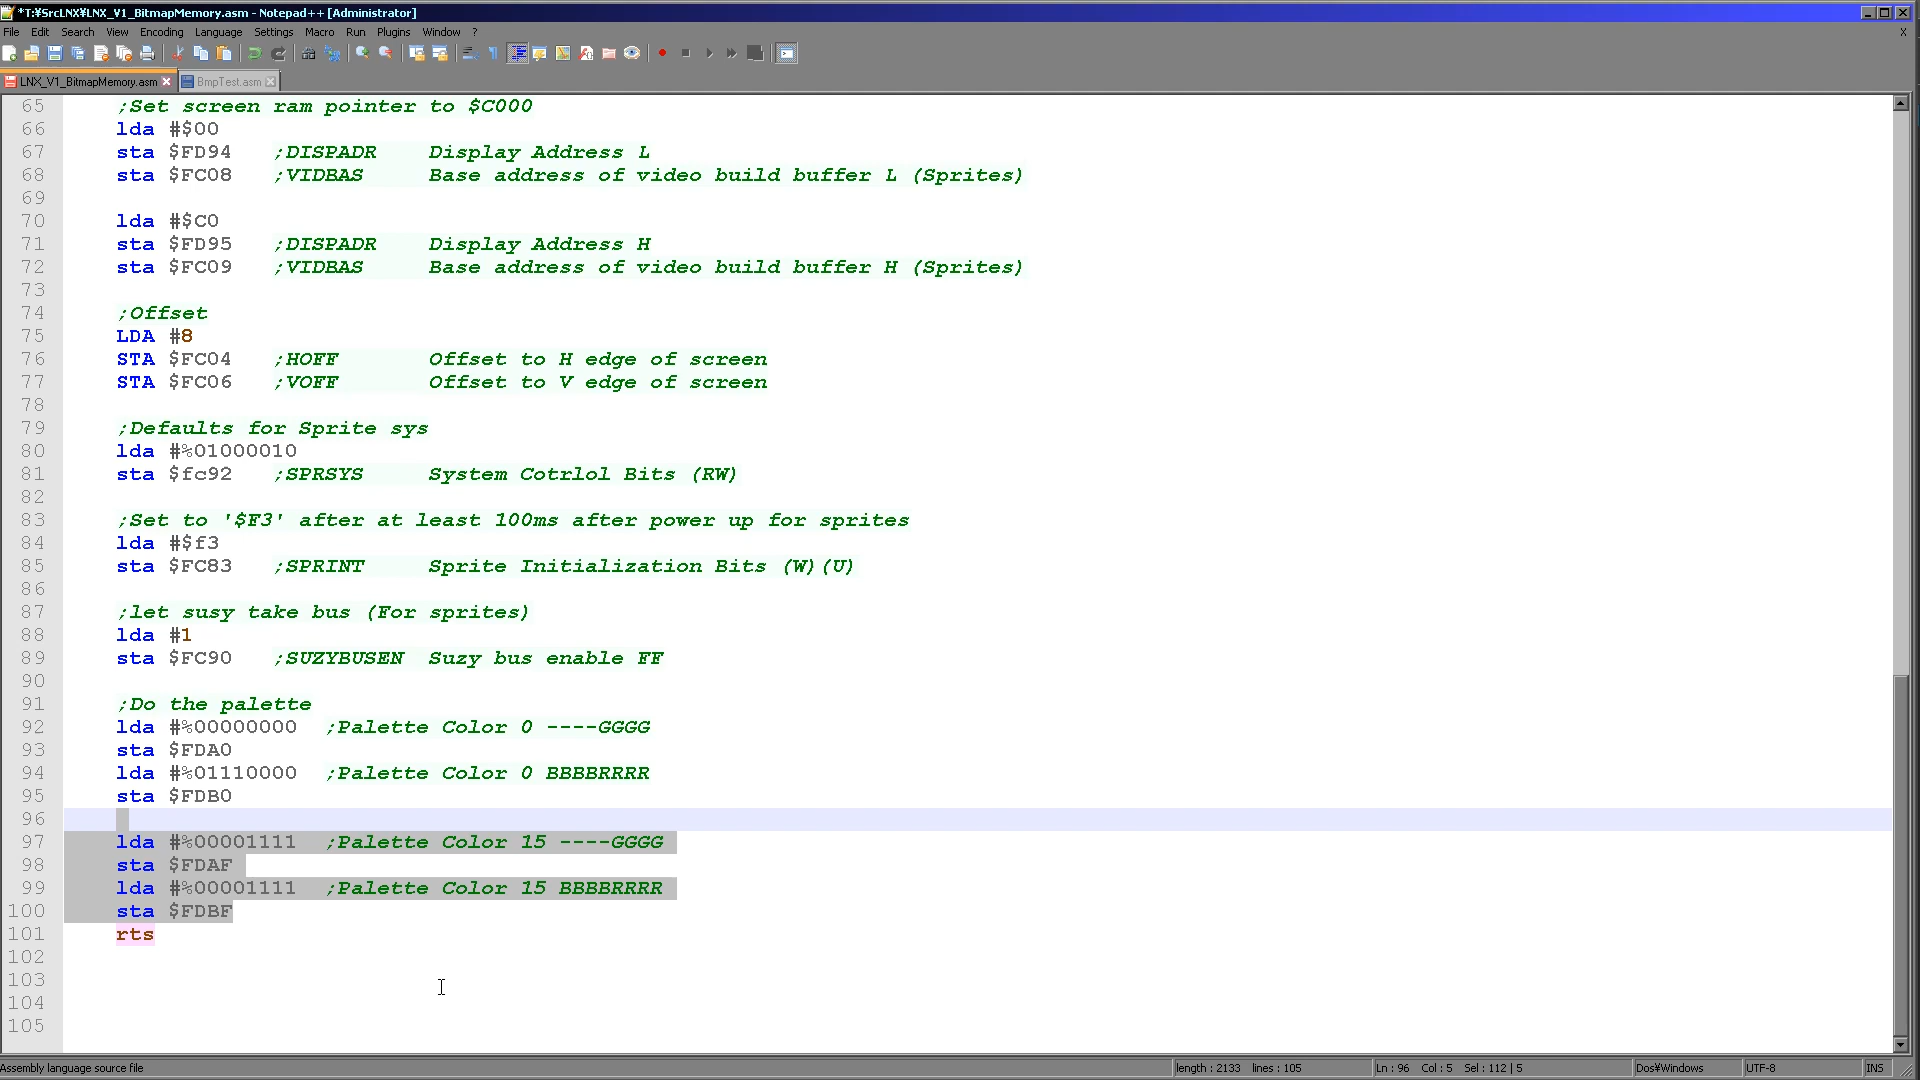 *T:¥SrcLNX¥LNX_V1_BitmapMemory.asm - Notepad++ [Administrator]
File Edit Search View Encoding Language Settings Macro Run Plugins Window ? X
LNX_V1_BitmapMemory.asm BmpTest.asm
65 ;Set screen ram pointer to $C000
66 lda #$00
67 sta $FD94 ;DISPADR Display Address L
68 sta $FC08 ;VIDBAS Base address of video build buffer L (Sprites)
69
70 lda #$C0
71 sta $FD95 ;DISPADR Display Address H
72 sta $FC09 ;VIDBAS Base address of video build buffer H (Sprites)
73
74 ;Offset
75 LDA #8
76 STA $FC04 ;HOFF Offset to H edge of screen
77 STA $FC06 ;VOFF Offset to V edge of screen
78
79 ;Defaults for Sprite sys
80 lda #%01000010
81 sta $fc92 ;SPRSYS System Cotrlol Bits (RW)
82
83 ;Set to '$F3' after at least 100ms after power up for sprites
84 lda #$f3
85 sta $FC83 ;SPRINT Sprite Initialization Bits (W)(U)
86
87 ;let susy take bus (For sprites)
88 lda #1
89 sta $FC90 ;SUZYBUSEN Suzy bus enable FF
90
91 ;Do the palette
92 lda #%00000000 ;Palette Color 0 ----GGGG
93 sta $FDA0
94 lda #%01110000 ;Palette Color 0 BBBBRRRR
95 sta $FDB0
96
97 lda #%00001111 ;Palette Color 15 ----GGGG
98 sta $FDAF
99 lda #%00001111 ;Palette Color 15 BBBBRRRR
100 sta $FDBF
101 rts
102
103
104
105
Assembly language source file length : 2133 lines : 105 Ln : 96 Col : 5 Sel : 112 | 5 Dos¥Windows UTF-8 INS